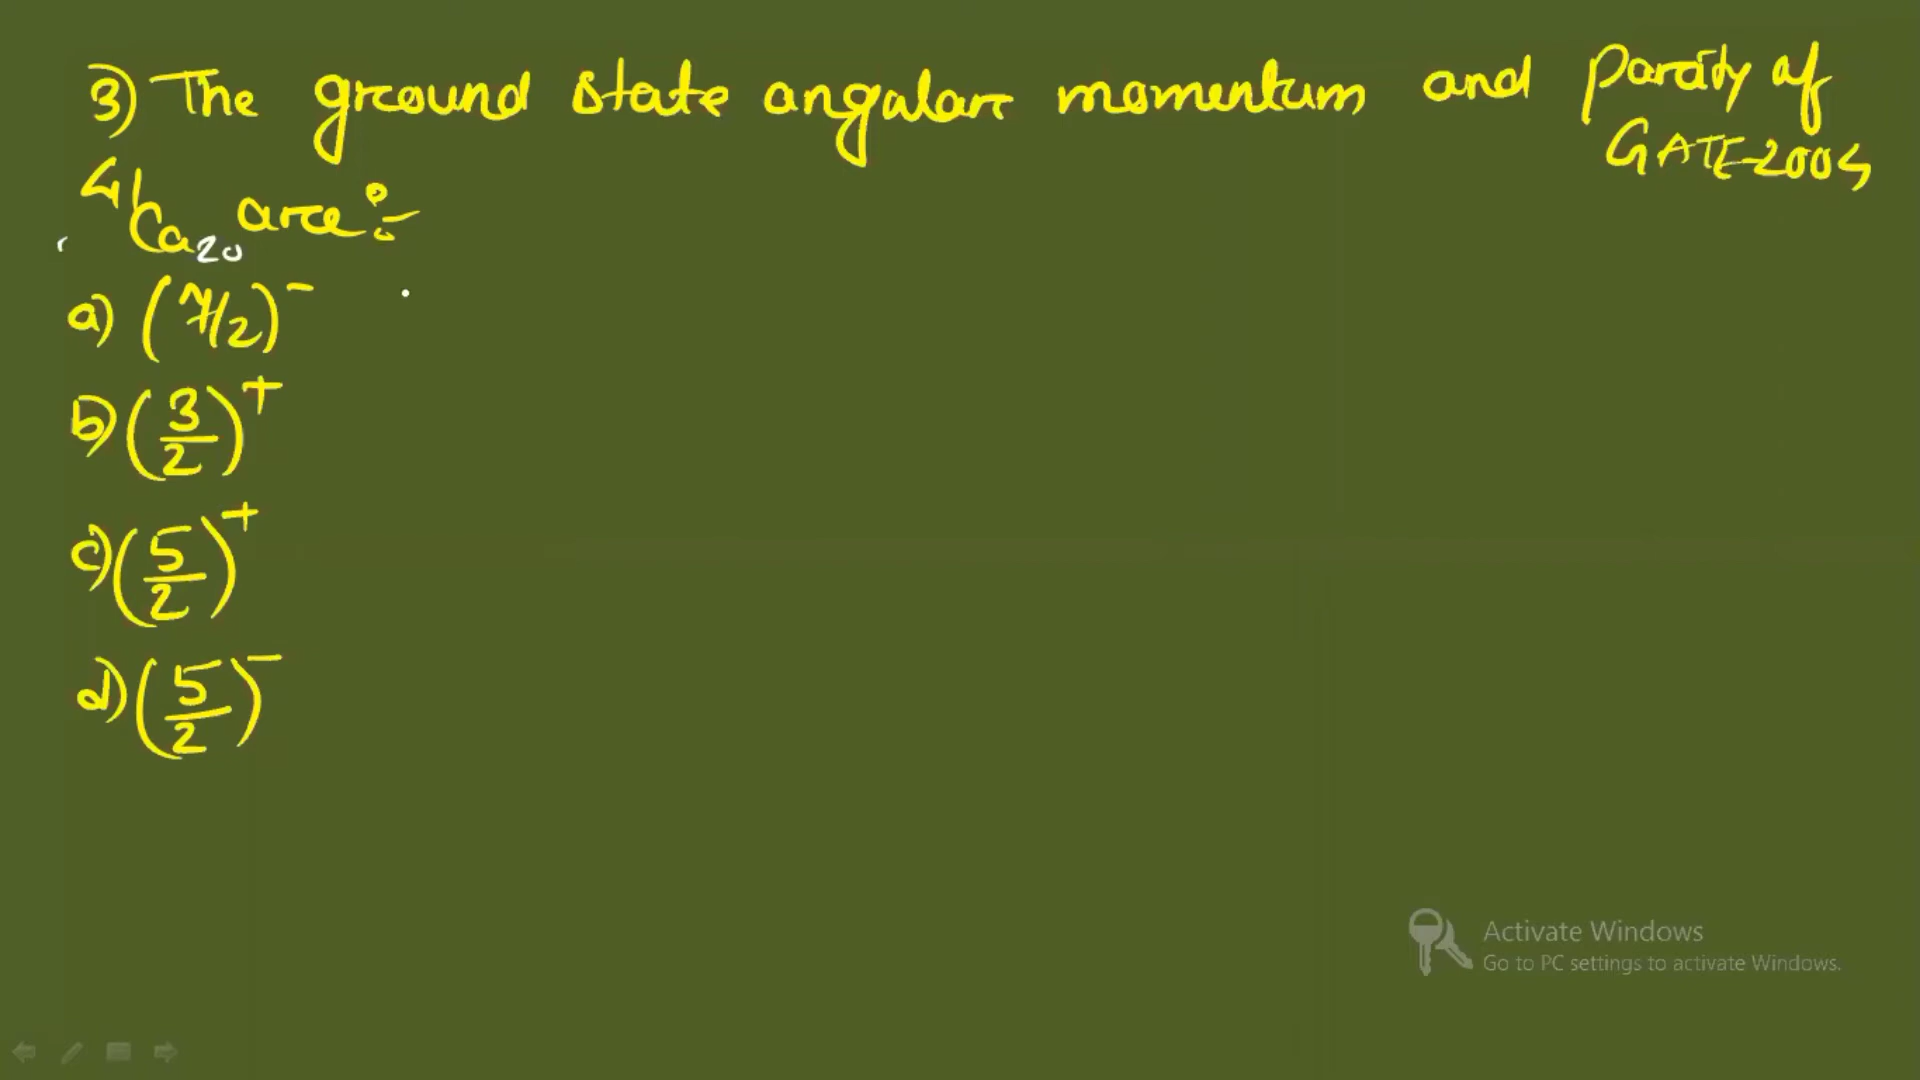 3) The ground state angular momentum and parity of
GATE-2004
41Ca20 are:-
a) (7/2)-
b) (3/2)+
c) (5/2)+
d) (5/2)-
Activate Windows
Go to PC settings to activate Windows.